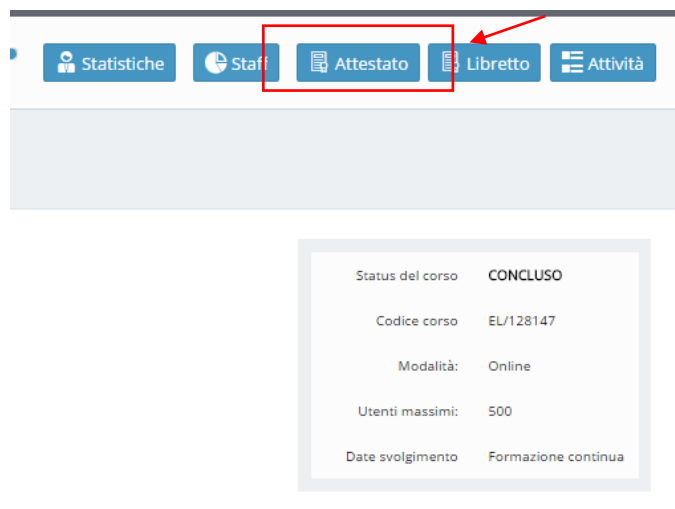 Statistiche Staff Attestato Libretto Attività
Status del corso CONCLUSO
Codice corso EL/128147
Modalità: Online
Utenti massimi: 500
Date svolgimento Formazione continua